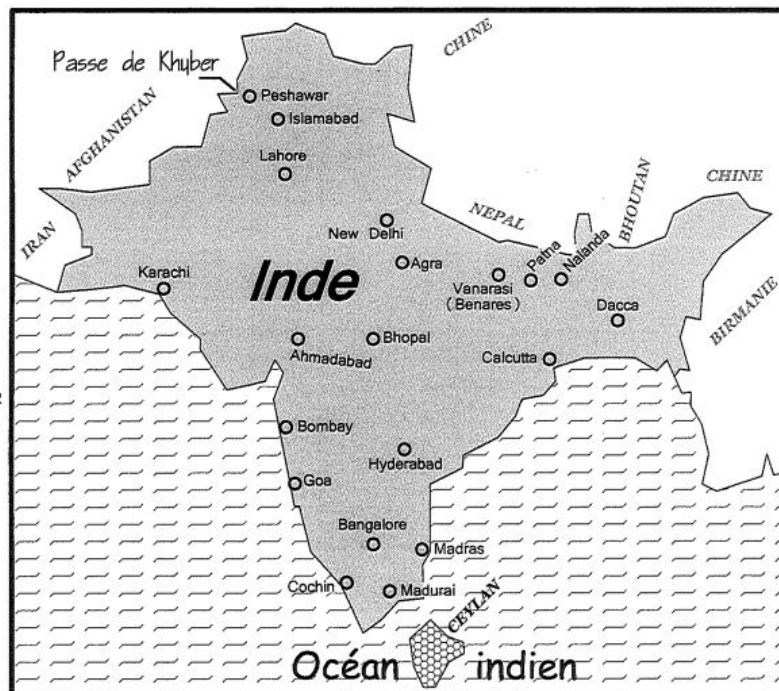 CHINE
Passe de Khyber
Peshawar
Islamabad
AFGHANISTAN
Lahore
CHINE
BHOUTAN
NEPAL
New Delhi
IRAN
Agra
Patna
Nalanda
Karachi
Inde
Vanarasi
(Benares)
Dacca
BIRMANIE
Ahmadabad
Bhopal
Calcutta
Bombay
Hyderabad
Goa
Bangalore
Madras
Cochin
Madurai
CEYLAN
Océan indien